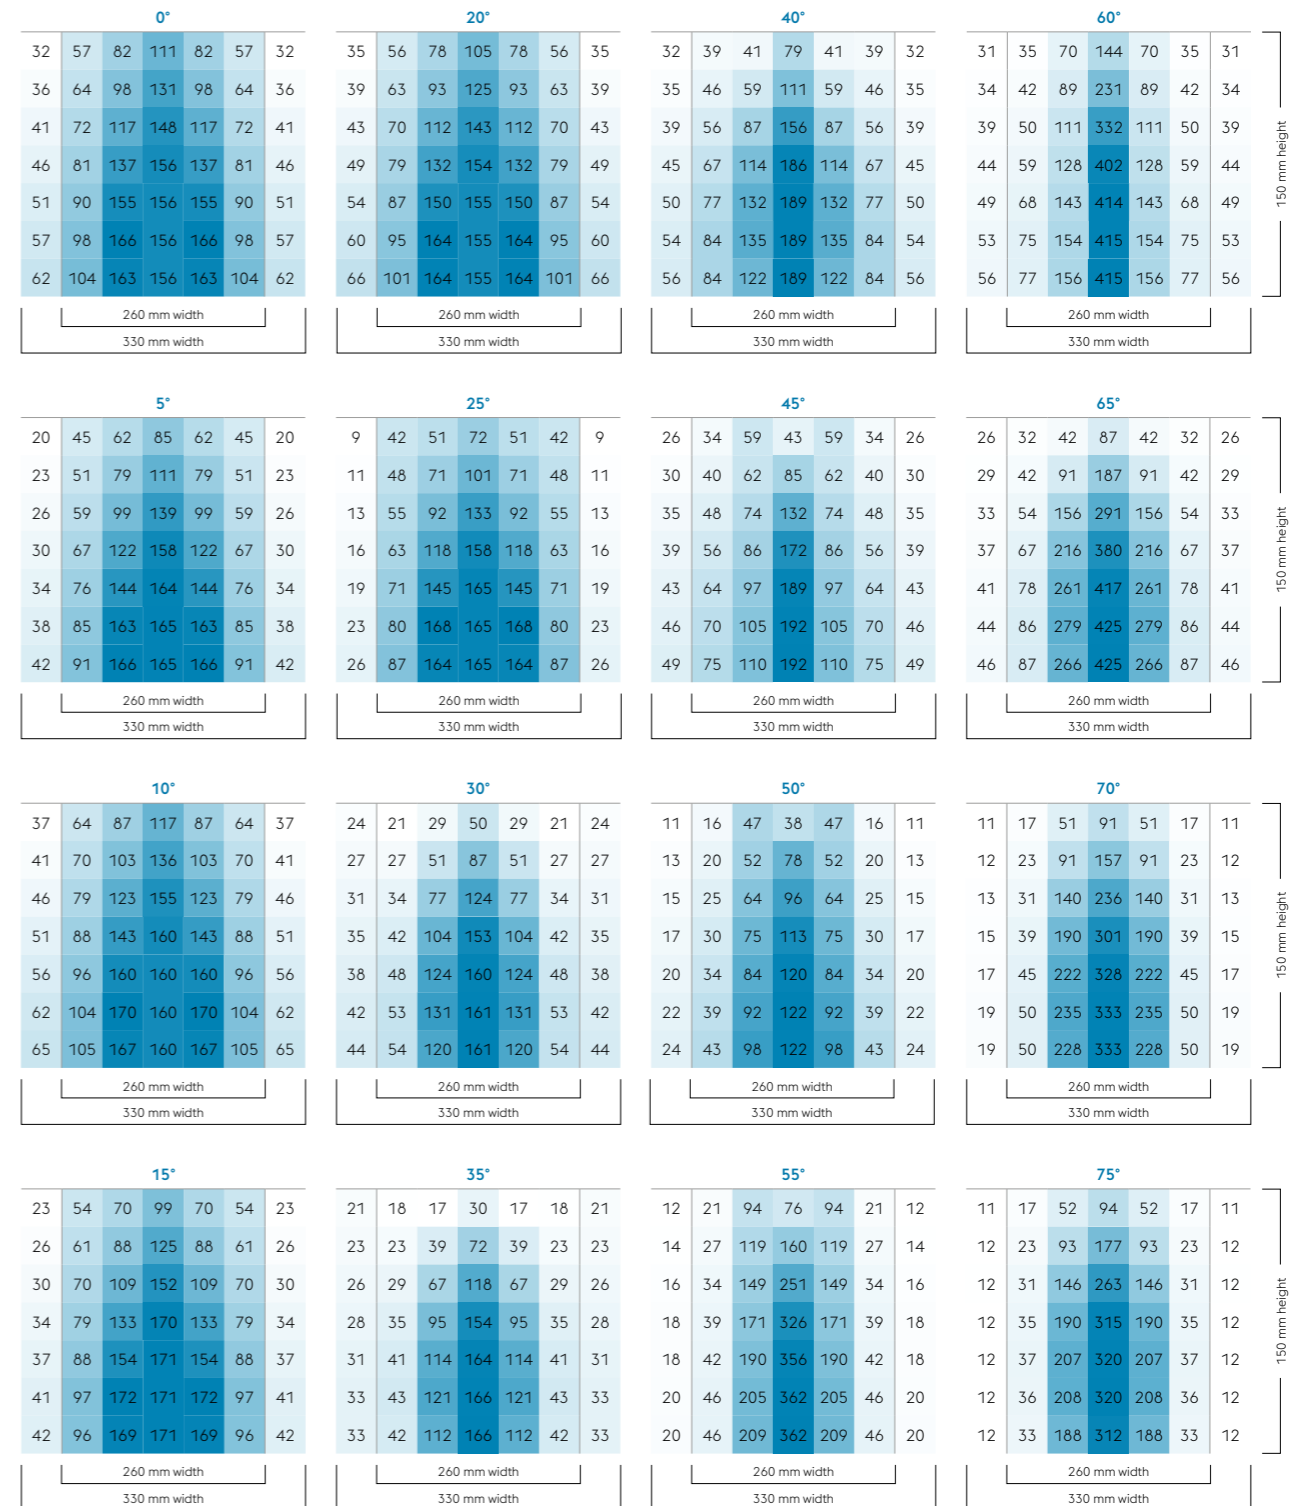 0° 20° 40° 60°
32 57 82 111 82 57 32 35 56 78 105 78 56 35 32 39 41 79 41 39 32 31 35 70 144 70 35 31
36 64 98 131 98 64 36 39 63 93 125 93 63 39 35 46 59 111 59 46 35 34 42 89 231 89 42 34
41 72 117 148 117 72 41 43 70 112 143 112 70 43 39 56 87 156 87 56 39 39 50 111 332 111 50 39
46 81 137 156 137 81 46 49 79 132 154 132 79 49 45 67 114 186 114 67 45 44 59 128 402 128 59 44
51 90 155 156 155 90 51 54 87 150 155 150 87 54 50 77 132 189 132 77 50 49 68 143 414 143 68 49
57 98 166 156 166 98 57 60 95 164 155 164 95 60 54 84 135 189 135 84 54 53 75 154 415 154 75 53
62 104 163 156 163 104 62 66 101 164 155 164 101 66 56 84 122 189 122 84 56 56 77 156 415 156 77 56
150 mm height
260 mm width 260 mm width 260 mm width 260 mm width
330 mm width 330 mm width 330 mm width 330 mm width
5° 25° 45° 65°
20 45 62 85 62 45 20 9 42 51 72 51 42 9 26 34 59 43 59 34 26 26 32 42 87 42 32 26
23 51 79 111 79 51 23 11 48 71 101 71 48 11 30 40 62 85 62 40 30 29 42 91 187 91 42 29
26 59 99 139 99 59 26 13 55 92 133 92 55 13 35 48 74 132 74 48 35 33 54 156 291 156 54 33
30 67 122 158 122 67 30 16 63 118 158 118 63 16 39 56 86 172 86 56 39 37 67 216 380 216 67 37
34 76 144 164 144 76 34 19 71 145 165 145 71 19 43 64 97 189 97 64 43 41 78 261 417 261 78 41
38 85 163 165 163 85 38 23 80 168 165 168 80 23 46 70 105 192 105 70 46 44 86 279 425 279 86 44
42 91 166 165 166 91 42 26 87 164 165 164 87 26 49 75 110 192 110 75 49 46 87 266 425 266 87 46
150 mm height
260 mm width 260 mm width 260 mm width 260 mm width
330 mm width 330 mm width 330 mm width 330 mm width
10° 30° 50° 70°
37 64 87 117 87 64 37 24 21 29 50 29 21 24 11 16 47 38 47 16 11 11 17 51 91 51 17 11
41 70 103 136 103 70 41 27 27 51 87 51 27 27 13 20 52 78 52 20 13 12 23 91 157 91 23 12
46 79 123 155 123 79 46 31 34 77 124 77 34 31 15 25 64 96 64 25 15 13 31 140 236 140 31 13
51 88 143 160 143 88 51 35 42 104 153 104 42 35 17 30 75 113 75 30 17 15 39 190 301 190 39 15
56 96 160 160 160 96 56 38 48 124 160 124 48 38 20 34 84 120 84 34 20 17 45 222 328 222 45 17
62 104 170 160 170 104 62 42 53 131 161 131 53 42 22 39 92 122 92 39 22 19 50 235 333 235 50 19
65 105 167 160 167 105 65 44 54 120 161 120 54 44 24 43 98 122 98 43 24 19 50 228 333 228 50 19
150 mm height
260 mm width 260 mm width 260 mm width 260 mm width
330 mm width 330 mm width 330 mm width 330 mm width
15° 35° 55° 75°
23 54 70 99 70 54 23 21 18 17 30 17 18 21 12 21 94 76 94 21 12 11 17 52 94 52 17 11
26 61 88 125 88 61 26 23 23 39 72 39 23 23 14 27 119 160 119 27 14 12 23 93 177 93 23 12
30 70 109 152 109 70 30 26 29 67 118 67 29 26 16 34 149 251 149 34 16 12 31 146 263 146 31 12
34 79 133 170 133 79 34 28 35 95 154 95 35 28 18 39 171 326 171 39 18 12 35 190 315 190 35 12
37 88 154 171 154 88 37 31 41 114 164 114 41 31 18 42 190 356 190 42 18 12 37 207 320 207 37 12
41 97 172 171 172 97 41 33 43 121 166 121 43 33 20 46 205 362 205 46 20 12 36 208 320 208 36 12
42 96 169 171 169 96 42 33 42 112 166 112 42 33 20 46 209 362 209 46 20 12 33 188 312 188 33 12
150 mm height
260 mm width 260 mm width 260 mm width 260 mm width
330 mm width 330 mm width 330 mm width 330 mm width